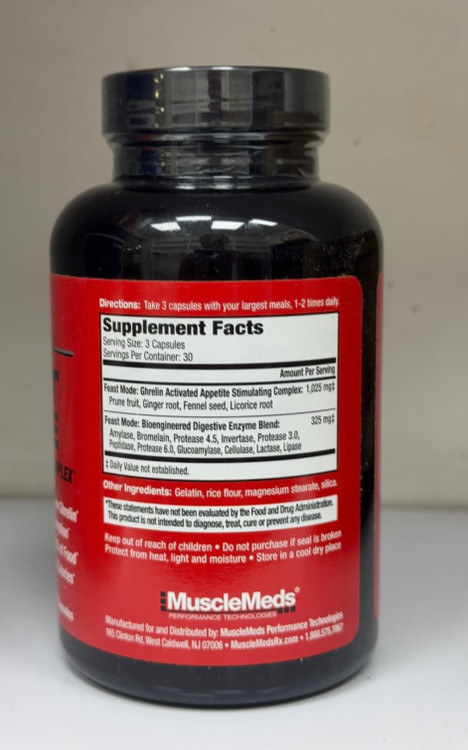 Directions: Take 3 capsules with your largest meals, 1-2 times daily.
Supplement Facts
Serving Size: 3 Capsules
Servings Per Container: 30
Amount Per Serving
Feast Mode: Ghrelin Activated Appetite Stimulating Complex: 1,025 mg‡
Prune fruit, Ginger root, Fennel seed, Licorice root
Feast Mode: Bioengineered Digestive Enzyme Blend: 325 mg‡
Amylase, Bromelain, Protease 4.5, Invertase, Protease 3.0,
Peptidase, Protease 6.0, Glucoamylase, Cellulase, Lactase, Lipase
‡ Daily Value not established.
Other Ingredients: Gelatin, rice flour, magnesium stearate, silica.
*These statements have not been evaluated by the Food and Drug Administration.
This product is not intended to diagnose, treat, cure or prevent any disease.
Keep out of reach of children • Do not purchase if seal is broken
Protect from heat, light and moisture • Store in a cool dry place
MuscleMeds®
PERFORMANCE TECHNOLOGIES
Manufactured for and Distributed by: MuscleMeds Performance Technologies
165 Clinton Rd, West Caldwell, NJ 07006 • MuscleMedsRx.com • 1.888.575.7067